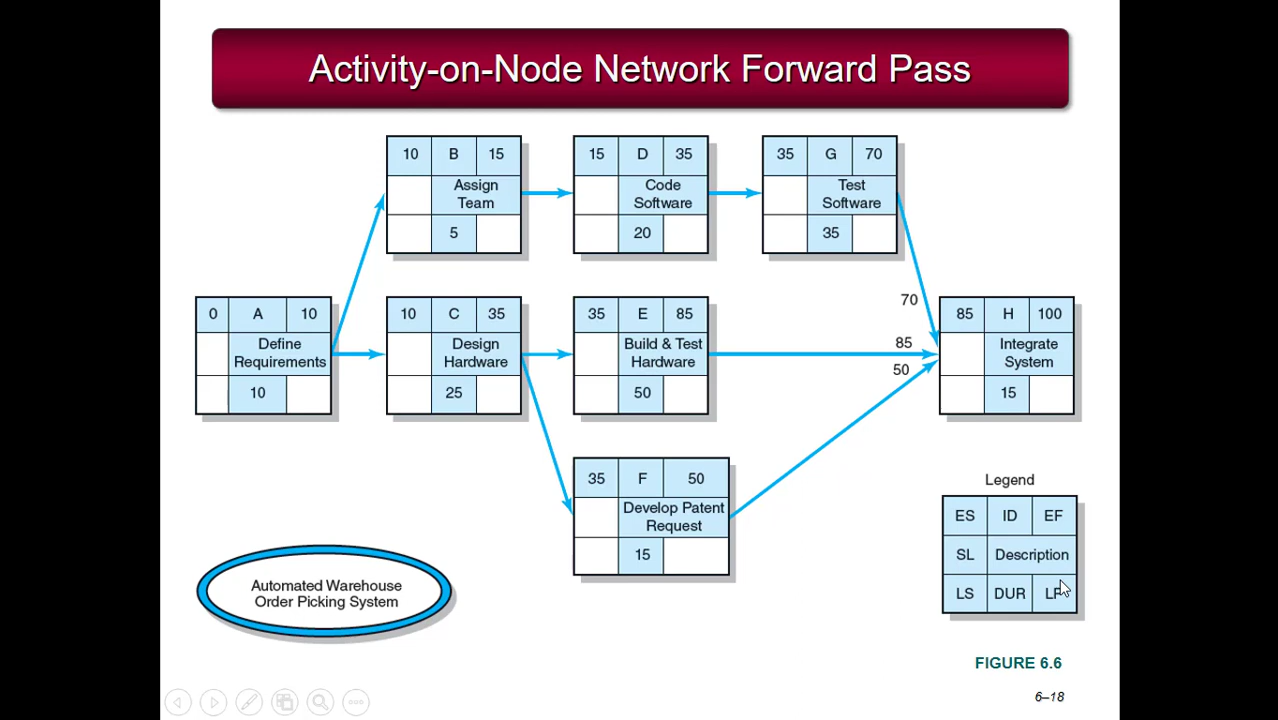 Activity-on-Node Network Forward Pass
10 B 15
Assign
Team
5
15 D 35
Code
Software
20
35 G 70
Test
Software
35
0 A 10
Define
Requirements
10
10 C 35
Design
Hardware
25
35 E 85
Build & Test
Hardware
50
70
85
50
85 H 100
Integrate
System
15
35 F 50
Develop Patent
Request
15
Legend
ES ID EF
SL Description
LS DUR LF
Automated Warehouse
Order Picking System
FIGURE 6.6
6–18